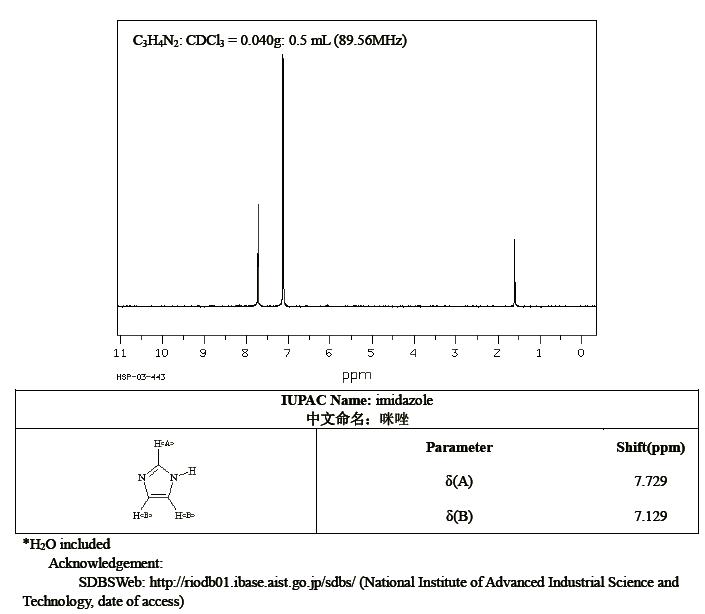 C₃H₄N₂: CDCl₃ = 0.040g: 0.5 mL (89.56MHz)
11 10 9 8 7 6 5 4 3 2 1 0
HSP-03-443
ppm
IUPAC Name: imidazole
中文命名：咪唑
H<A>
N N H
H<B> H<B>
Parameter Shift(ppm)
δ(A) 7.729
δ(B) 7.129
*H₂O included
Acknowledgement:
SDBSWeb: http://riodb01.ibase.aist.go.jp/sdbs/ (National Institute of Advanced Industrial Science and
Technology, date of access)